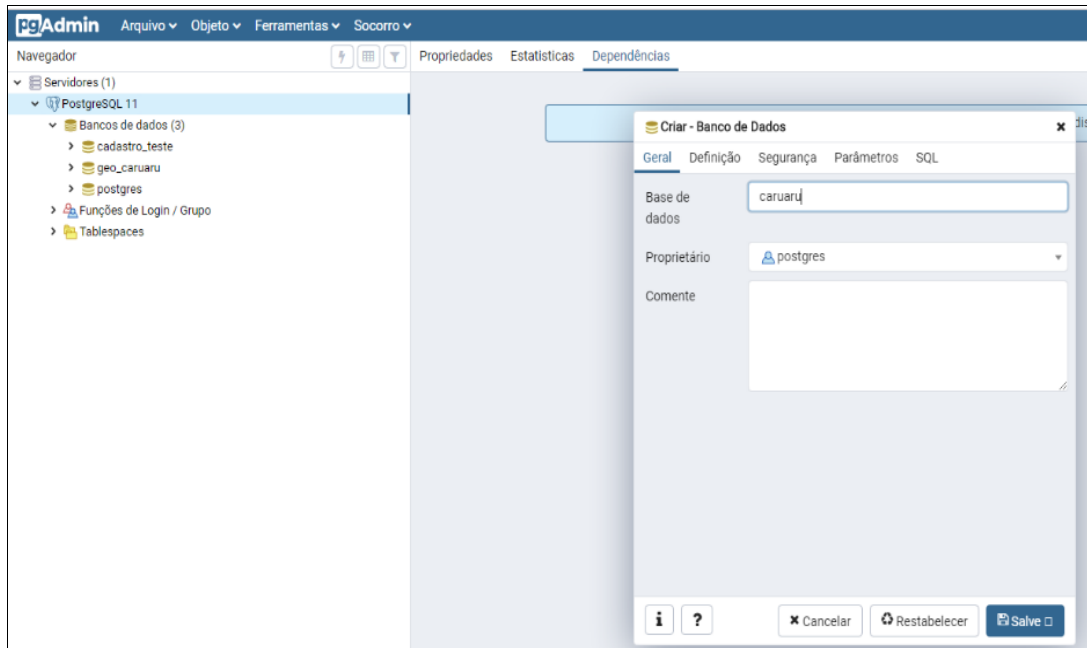 pgAdmin Arquivo Objeto Ferramentas Socorro
Navegador
Propriedades Estatisticas Dependências
Servidores (1)
PostgreSQL 11
Bancos de dados (3)
cadastro_teste
geo_caruaru
postgres
Funções de Login / Grupo
Tablespaces
Criar - Banco de Dados
Geral Definição Segurança Parâmetros SQL
Base de
dados
caruaru
Proprietário
postgres
Comente
i ? Cancelar Restabelecer Salve